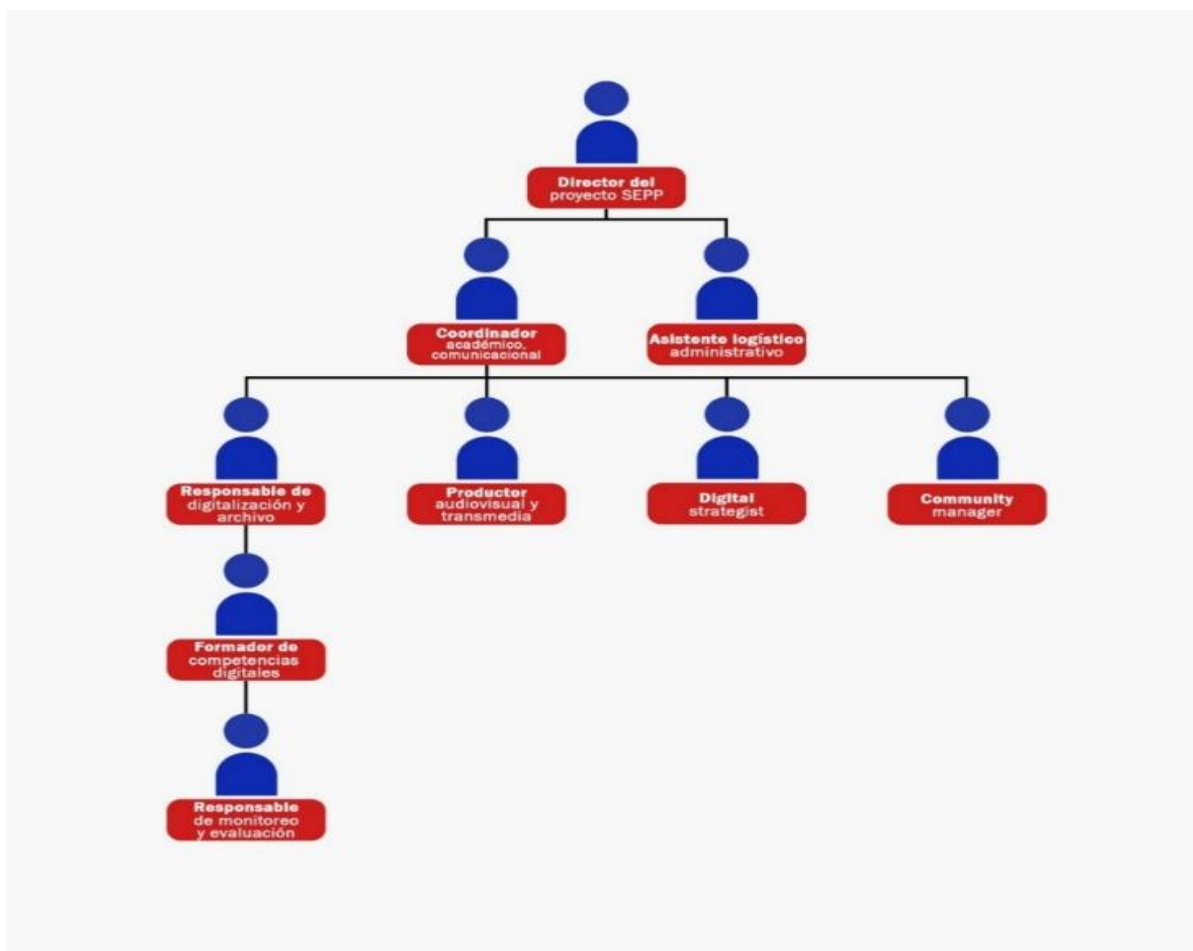 Director del
proyecto SEPP
Coordinador
académico,
comunicacional
Asistente logístico
administrativo
Responsable de
digitalización y
archivo
Productor
audiovisual y
transmedia
Digital
strategist
Community
manager
Formador de
competencias
digitales
Responsable
de monitoreo
y evaluación